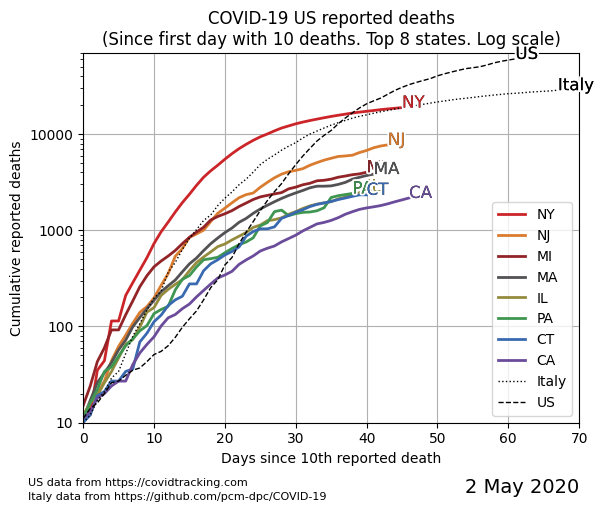 COVID-19 US reported deaths
(Since first day with 10 deaths. Top 8 states. Log scale)
US
Italy
NY
10000
NJ
MA
PA
CT
CA
1000
100
10
Cumulative reported deaths
NY
NJ
MI
MA
IL
PA
CT
CA
Italy
US
0 10 20 30 40 50 60 70
Days since 10th reported death
US data from https://covidtracking.com
Italy data from https://github.com/pcm-dpc/COVID-19
2 May 2020